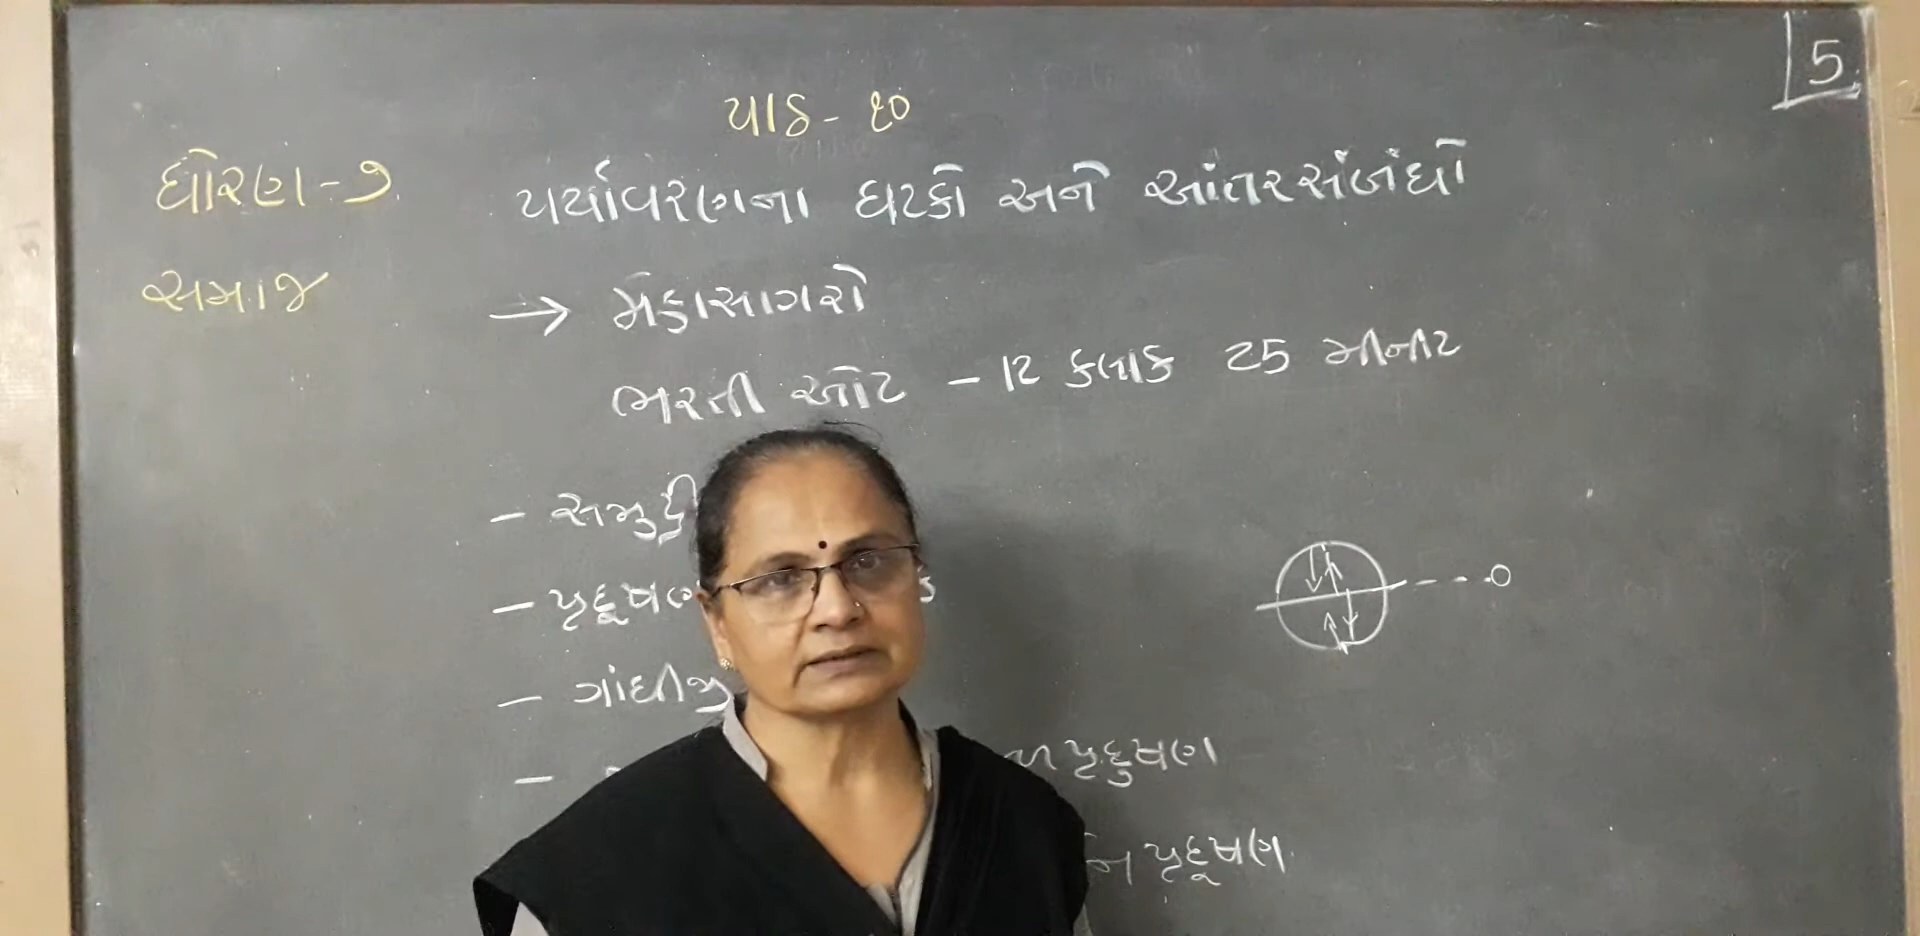 5
પાઠ - ૧૦
ધોરણ - ૭
પર્યાવરણના ઘટકો અને આંતરસંબંધો
સમાજ
→ મહાસાગરો
ભરતી ઓટ - 12 કલાક 25 મીનીટ
- સમુદ્રી
- પ્રદૂષણ
- ગાંધીજી
- પ્રદુષણ
પ્રદૂષણ